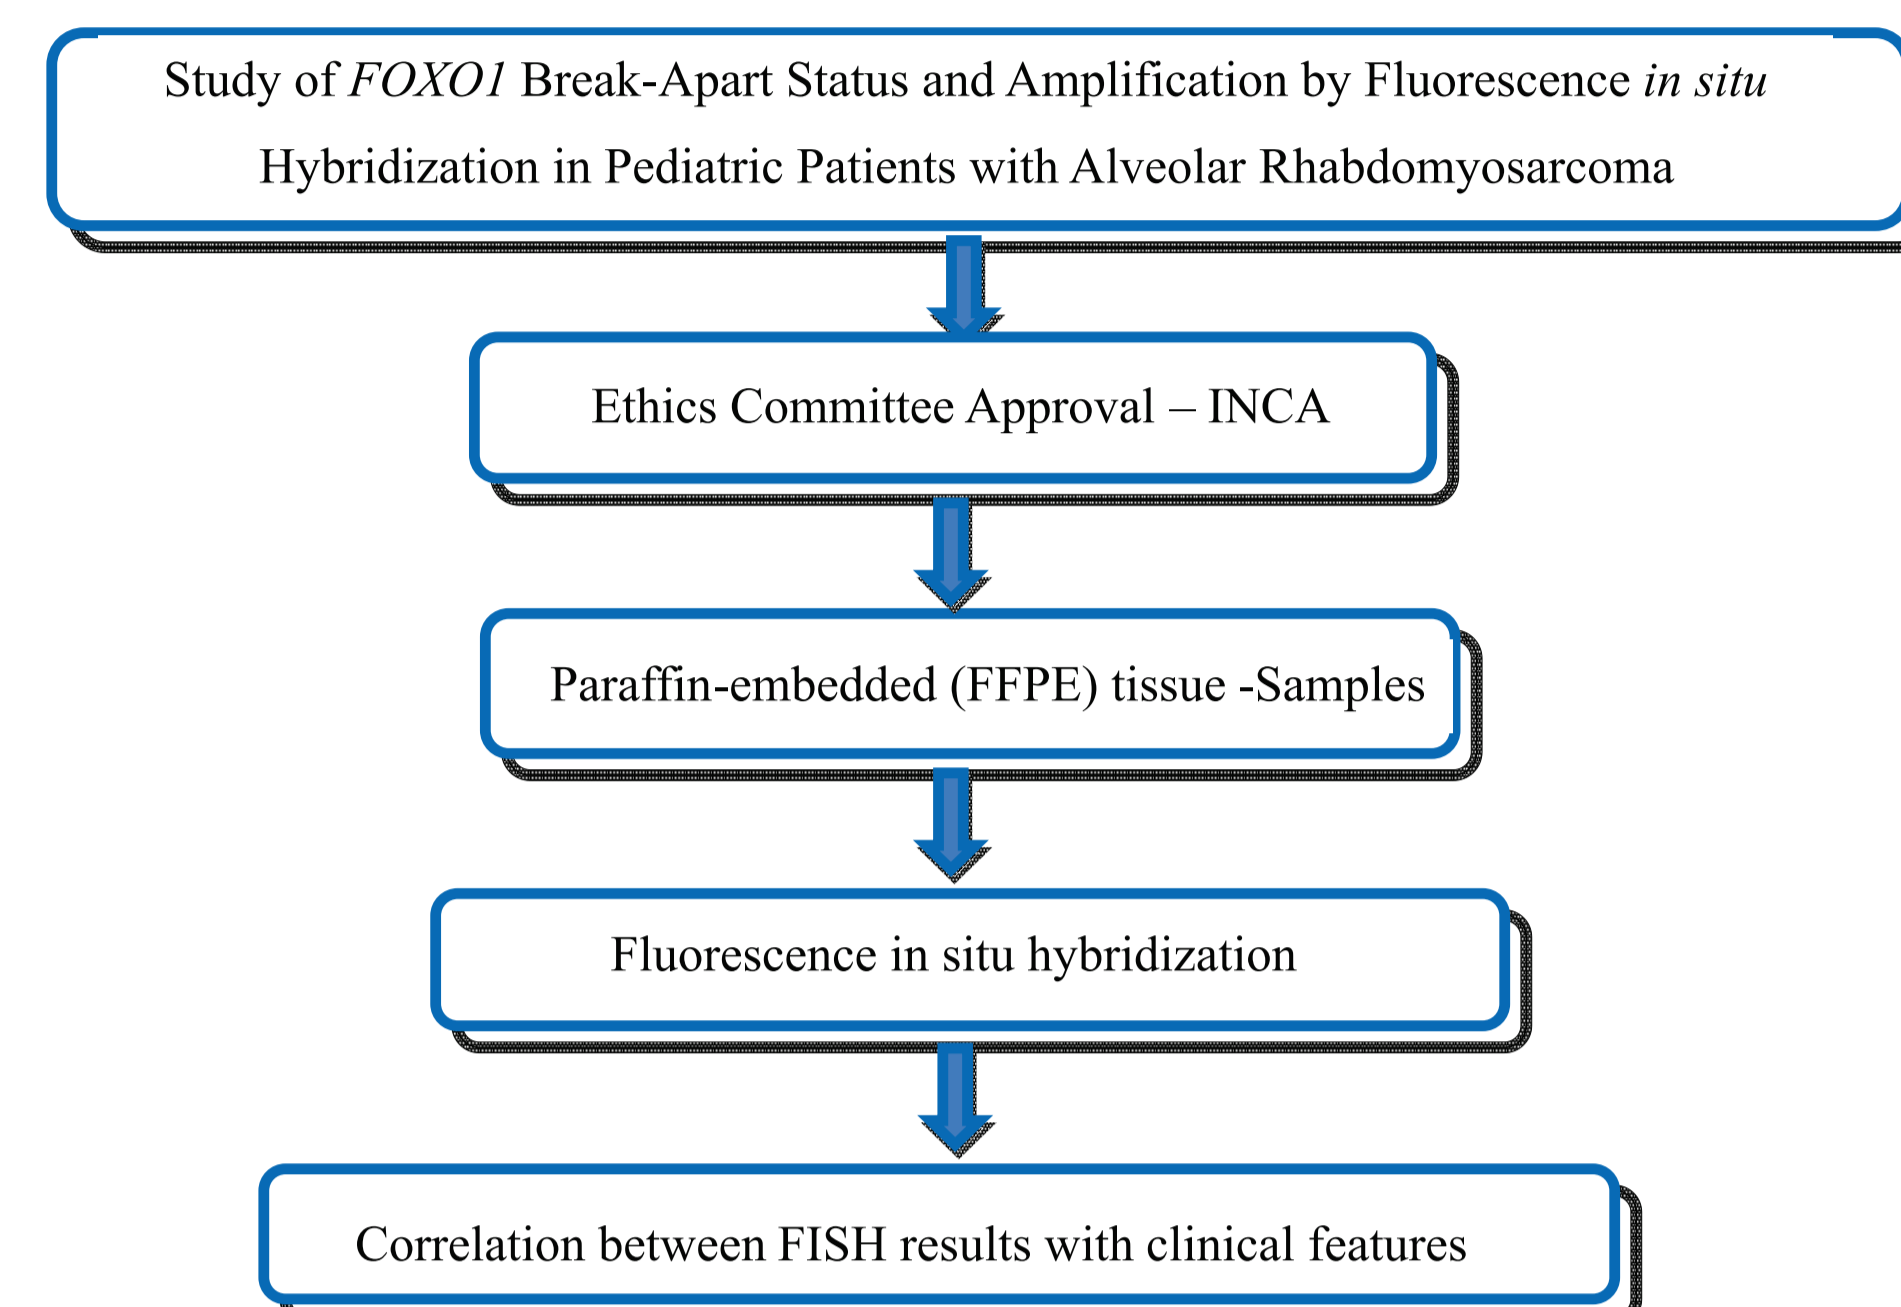 Study of FOXO1 Break-Apart Status and Amplification by Fluorescence in situ
Hybridization in Pediatric Patients with Alveolar Rhabdomyosarcoma
Ethics Committee Approval – INCA
Paraffin-embedded (FFPE) tissue -Samples
Fluorescence in situ hybridization
Correlation between FISH results with clinical features